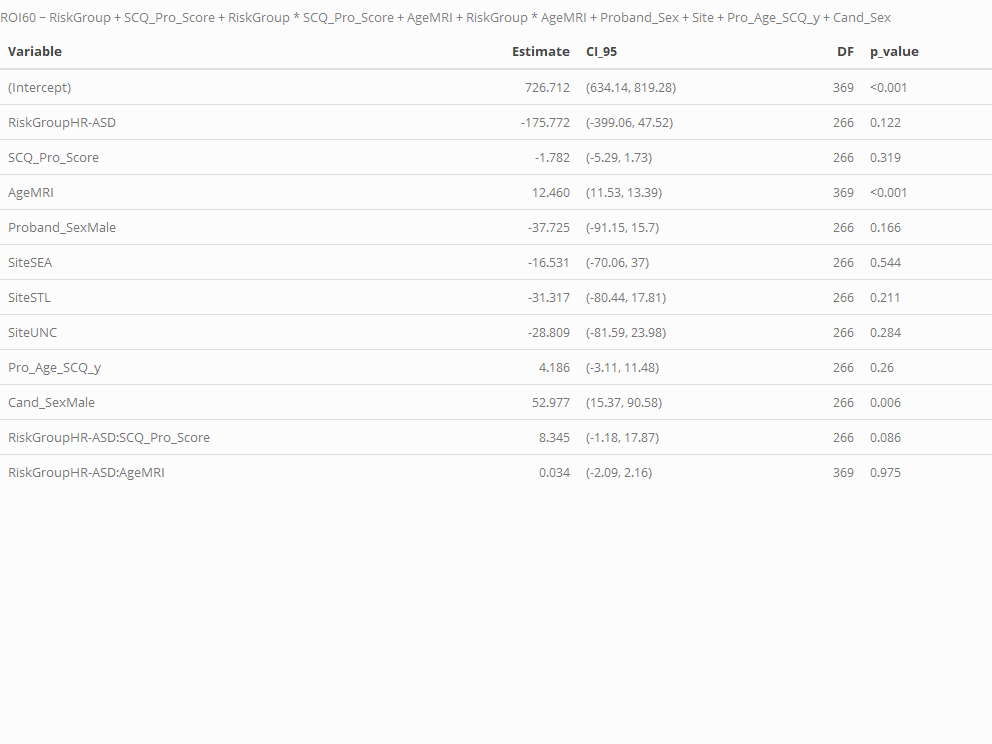 ROI60 ~ RiskGroup + SCQ_Pro_Score + RiskGroup * SCQ_Pro_Score + AgeMRI + RiskGroup * AgeMRI + Proband_Sex + Site + Pro_Age_SCQ_y + Cand_Sex
Variable Estimate CI_95 DF p_value
(Intercept) 726.712 (634.14, 819.28) 369 <0.001
RiskGroupHR-ASD -175.772 (-399.06, 47.52) 266 0.122
SCQ_Pro_Score -1.782 (-5.29, 1.73) 266 0.319
AgeMRI 12.460 (11.53, 13.39) 369 <0.001
Proband_SexMale -37.725 (-91.15, 15.7) 266 0.166
SiteSEA -16.531 (-70.06, 37) 266 0.544
SiteSTL -31.317 (-80.44, 17.81) 266 0.211
SiteUNC -28.809 (-81.59, 23.98) 266 0.284
Pro_Age_SCQ_y 4.186 (-3.11, 11.48) 266 0.26
Cand_SexMale 52.977 (15.37, 90.58) 266 0.006
RiskGroupHR-ASD:SCQ_Pro_Score 8.345 (-1.18, 17.87) 266 0.086
RiskGroupHR-ASD:AgeMRI 0.034 (-2.09, 2.16) 369 0.975